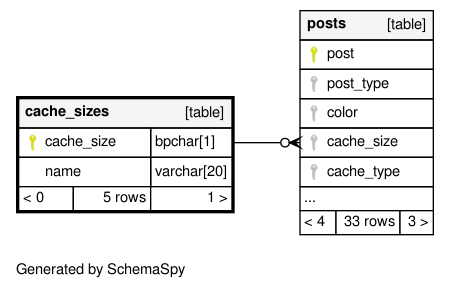 cache_sizes [table]
cache_size bpchar[1]
name varchar[20]
< 0 5 rows 1 >
posts [table]
post
post_type
color
cache_size
cache_type
...
< 4 33 rows 3 >
Generated by SchemaSpy